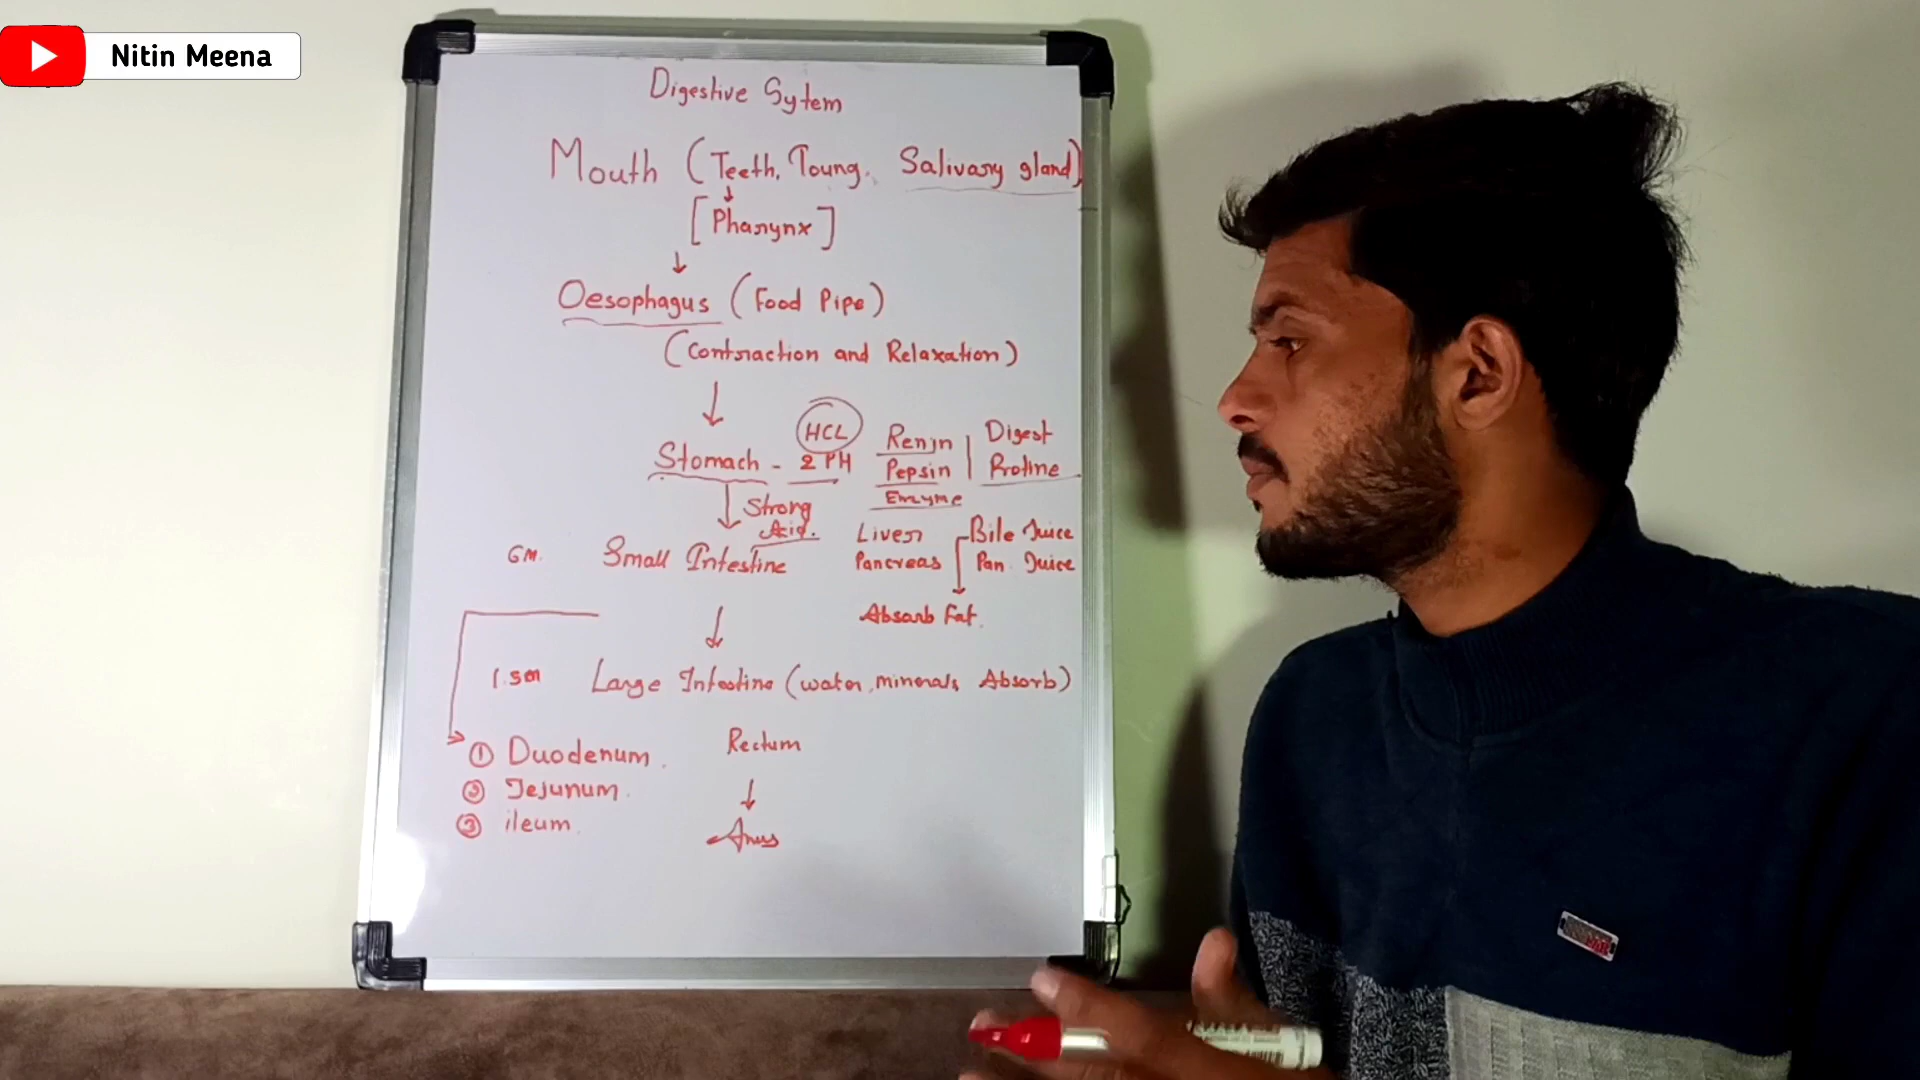 Nitin Meena
Digestive Sytem
Mouth (Teeth, Toung, Salivary gland)
[Pharynx]
Oesophagus (Food Pipe)
(Contraction and Relaxation)
HCL
Renin
Digest
Stomach - 2 PH
Pepsin
Protine
Enzyme
Strong
Acid.
Liver
Bile Juice
6M.
Small Intestine
Pancreas
Pan. Juice
Absorb Fat.
1.5m
Large Intestine (water, minerals Absorb)
① Duodenum.
Rectum
② Jejunum.
③ ileum.
Anus